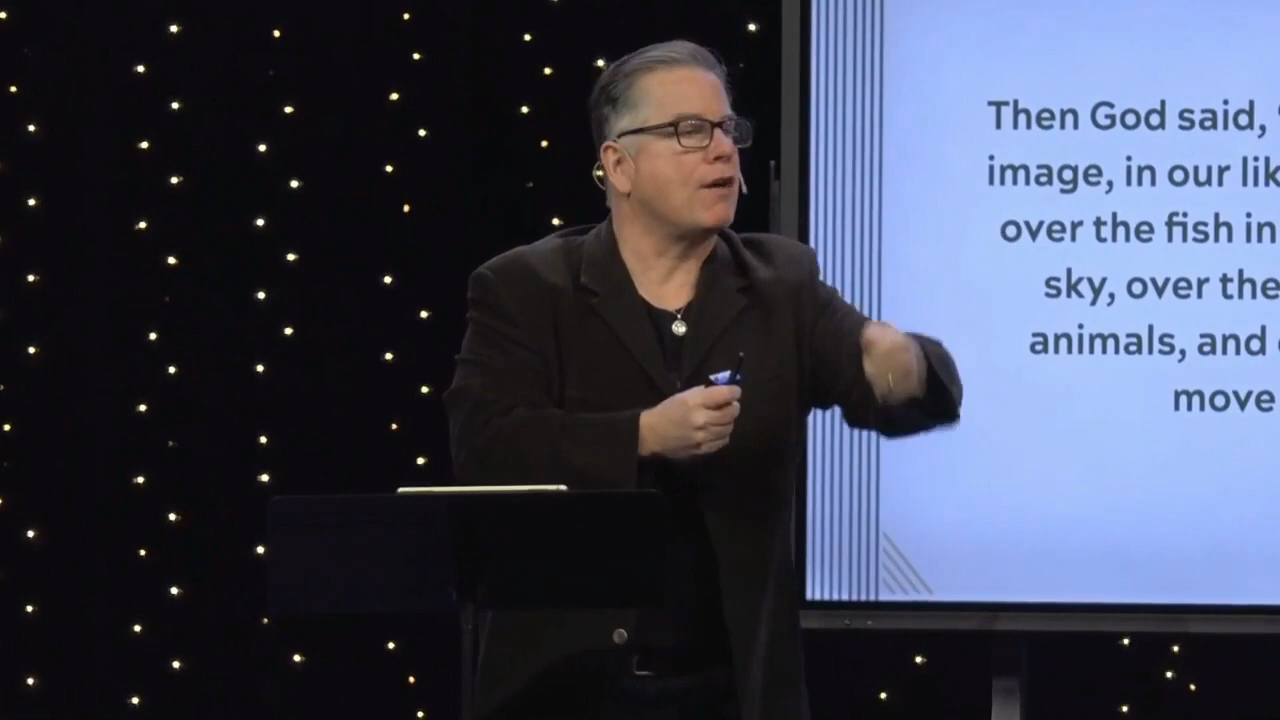 Then God said,
image, in our lik
over the fish in
sky, over the
animals, and
move